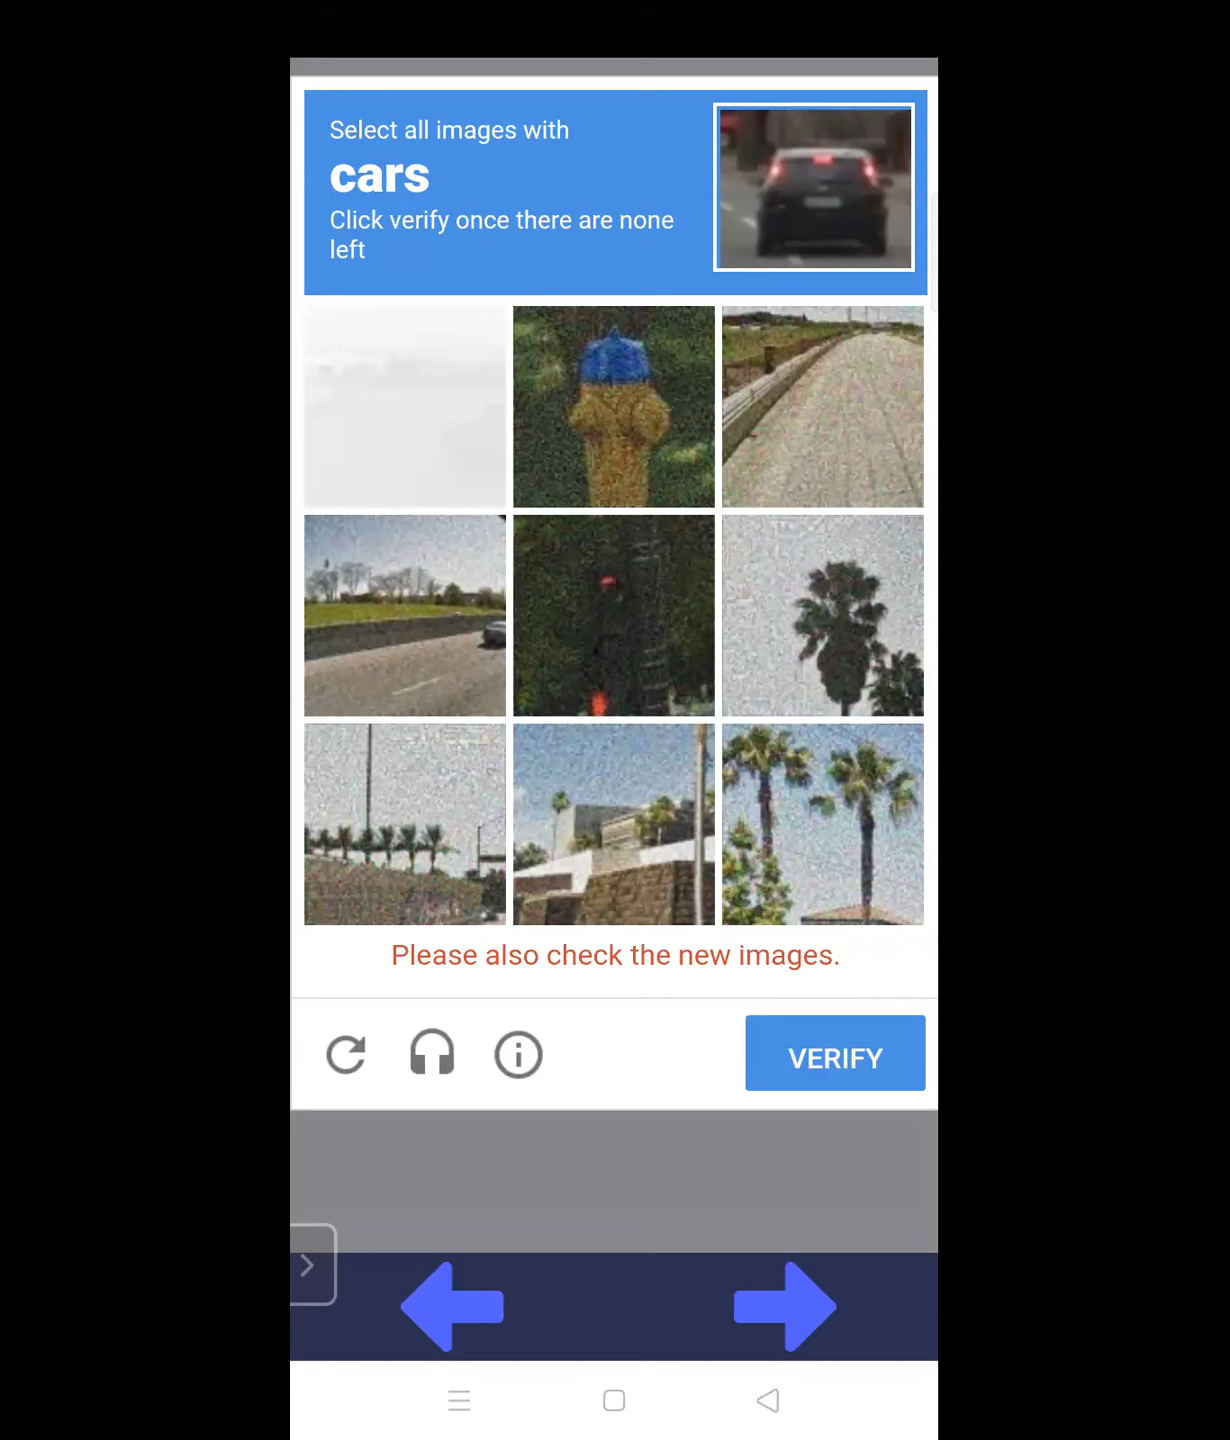 Select all images with
cars
Click verify once there are none
left
Please also check the new images.
VERIFY